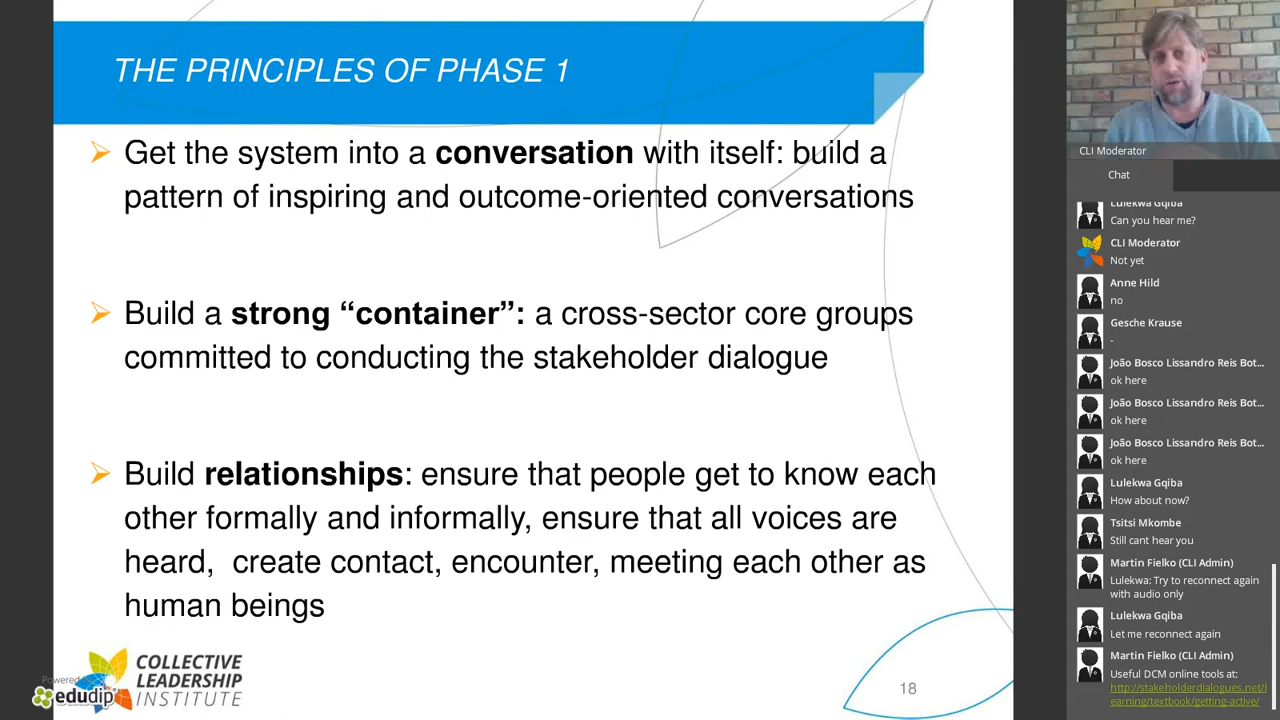 THE PRINCIPLES OF PHASE 1
Get the system into a conversation with itself: build a
pattern of inspiring and outcome-oriented conversations
Build a strong “container”: a cross-sector core groups
committed to conducting the stakeholder dialogue
Build relationships: ensure that people get to know each
other formally and informally, ensure that all voices are
heard, create contact, encounter, meeting each other as
human beings
COLLECTIVE
LEADERSHIP
INSTITUTE
Powered by
edudip
18
CLI Moderator
Chat
Lulekwa Gqiba
Can you hear me?
CLI Moderator
Not yet
Anne Hild
no
Gesche Krause
-
João Bosco Lissandro Reis Bot...
ok here
João Bosco Lissandro Reis Bot...
ok here
João Bosco Lissandro Reis Bot...
ok here
Lulekwa Gqiba
How about now?
Tsitsi Mkombe
Still cant hear you
Martin Fielko (CLI Admin)
Lulekwa: Try to reconnect again
with audio only
Lulekwa Gqiba
Let me reconnect again
Martin Fielko (CLI Admin)
Useful DCM online tools at:
http://stakeholderdialogues.net/l
earning/textbook/getting-active/